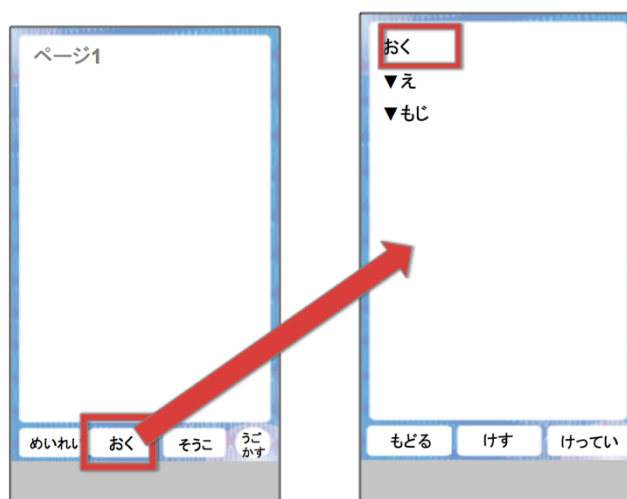 ページ1
めいれい おく そうこ うごかす
おく
▼え
▼もじ
もどる けす けってい